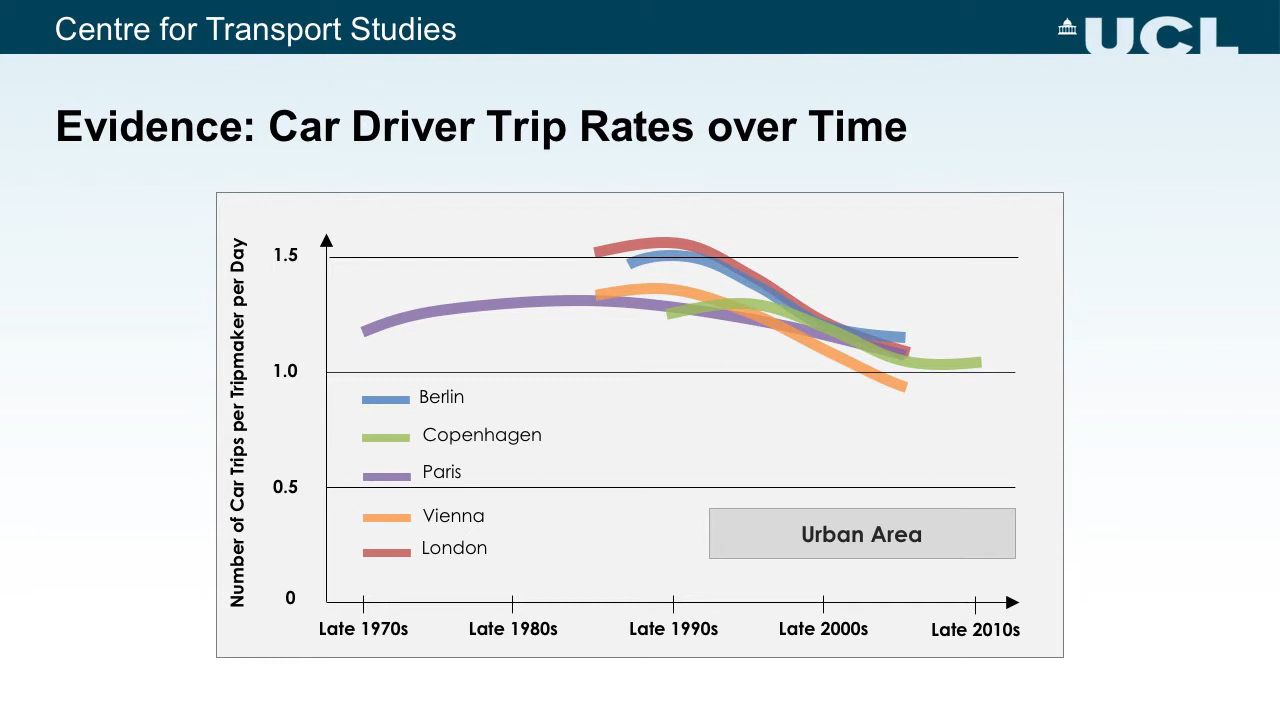 Centre for Transport Studies
UCL
Evidence: Car Driver Trip Rates over Time
Number of Car Trips per Tripmaker per Day
1.5
1.0
0.5
0
Berlin
Copenhagen
Paris
Vienna
London
Urban Area
Late 1970s
Late 1980s
Late 1990s
Late 2000s
Late 2010s